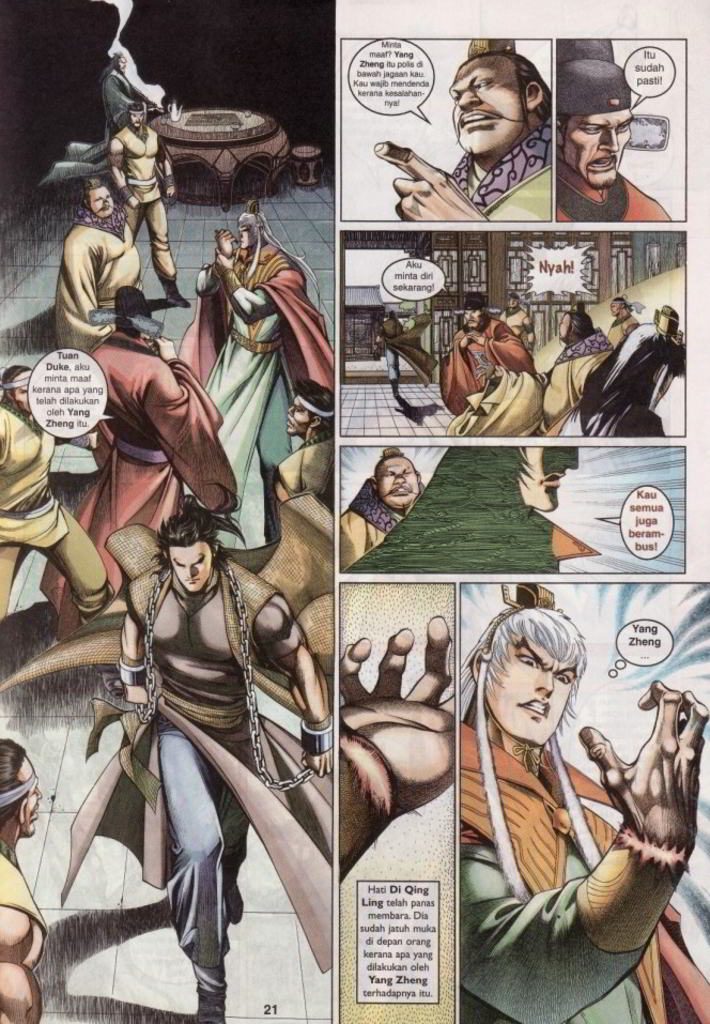 Tuan
Duke, aku
minta maaf
kerana apa yang
telah dilakukan
oleh Yang
Zheng itu.
Minta
maaf? Yang
Zheng itu polis di
bawah jagaan kau.
Kau wajib mendenda
kerana kesalahan-
nya!
Itu
sudah
pasti!
Aku
minta diri
sekarang!
Nyah!
Kau
semua
juga
beram-
bus!
Yang
Zheng
...
Hati Di Qing
Ling telah panas
membara. Dia
sudah jatuh muka
di depan orang
kerana apa yang
dilakukan oleh
Yang Zheng
terhadapnya itu.
21